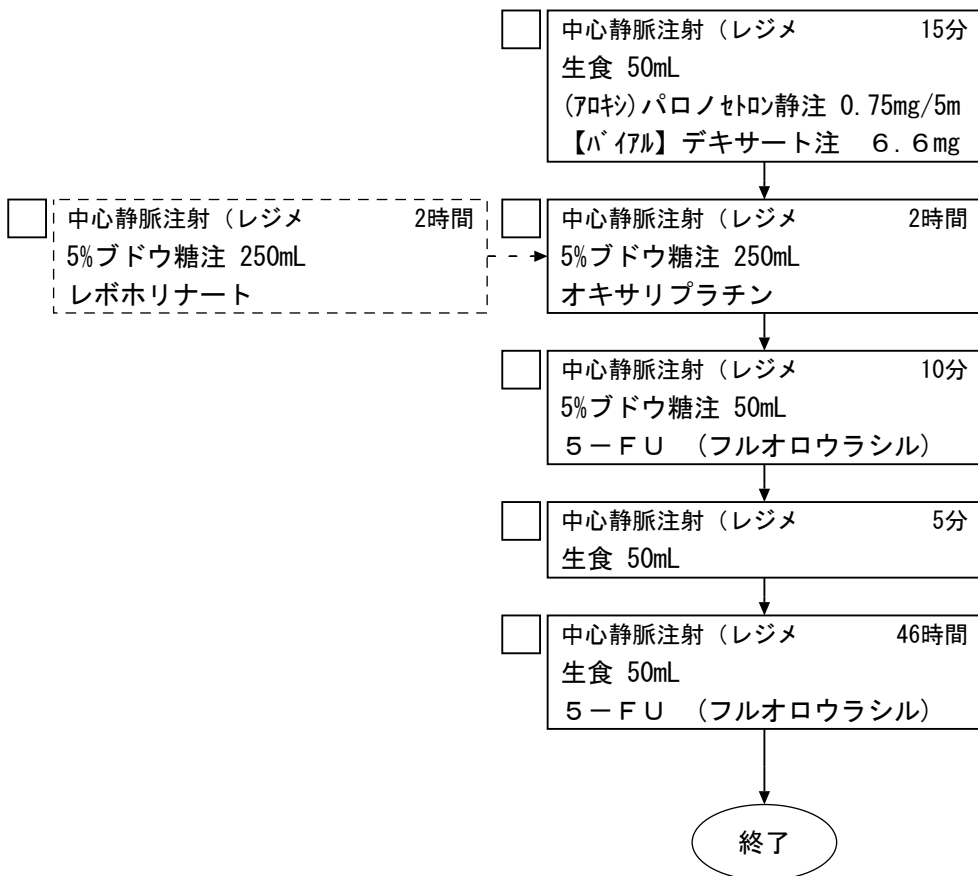 中心静脈注射（レジメ 15分
生食 50mL
(ｱﾛｷｼ)パロノｾﾄﾛﾝ静注 0.75mg/5m
【ﾊﾞｲｱﾙ】デキサート注 ６.６mg
中心静脈注射（レジメ 2時間
5%ブドウ糖注 250mL
レボホリナート
中心静脈注射（レジメ 2時間
5%ブドウ糖注 250mL
オキサリプラチン
中心静脈注射（レジメ 10分
5%ブドウ糖注 50mL
５－ＦＵ （フルオロウラシル）
中心静脈注射（レジメ 5分
生食 50mL
中心静脈注射（レジメ 46時間
生食 50mL
５－ＦＵ （フルオロウラシル）
終了